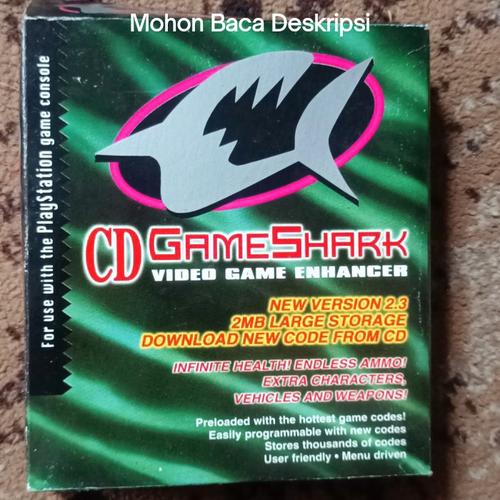 Mohon Baca Deskripsi
For use with the PlayStation game console
CD GAMESHARK
VIDEO GAME ENHANCER
NEW VERSION 2.3
2MB LARGE STORAGE
DOWNLOAD NEW CODE FROM CD
INFINITE HEALTH! ENDLESS AMMO!
EXTRA CHARACTERS,
VEHICLES AND WEAPONS!
Preloaded with the hottest game codes!
Easily programmable with new codes
Stores thousands of codes
User friendly • Menu driven